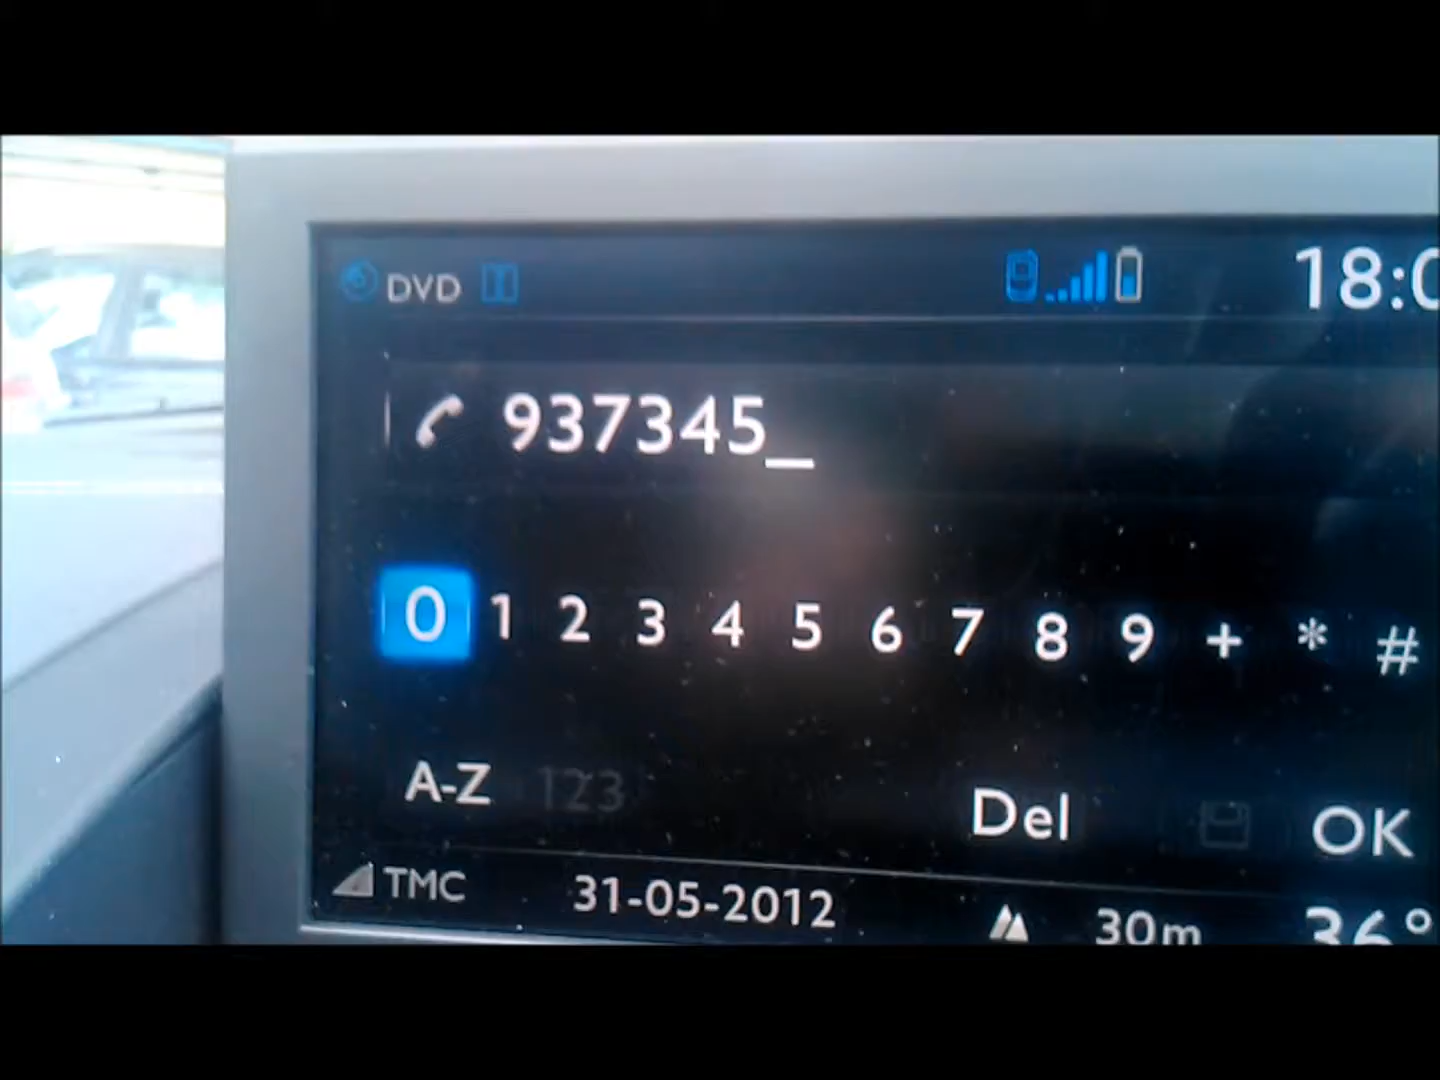 DVD 18:0
937345_
0 1 2 3 4 5 6 7 8 9 + * #
A-Z 123 Del OK
TMC 31-05-2012 30m 36°